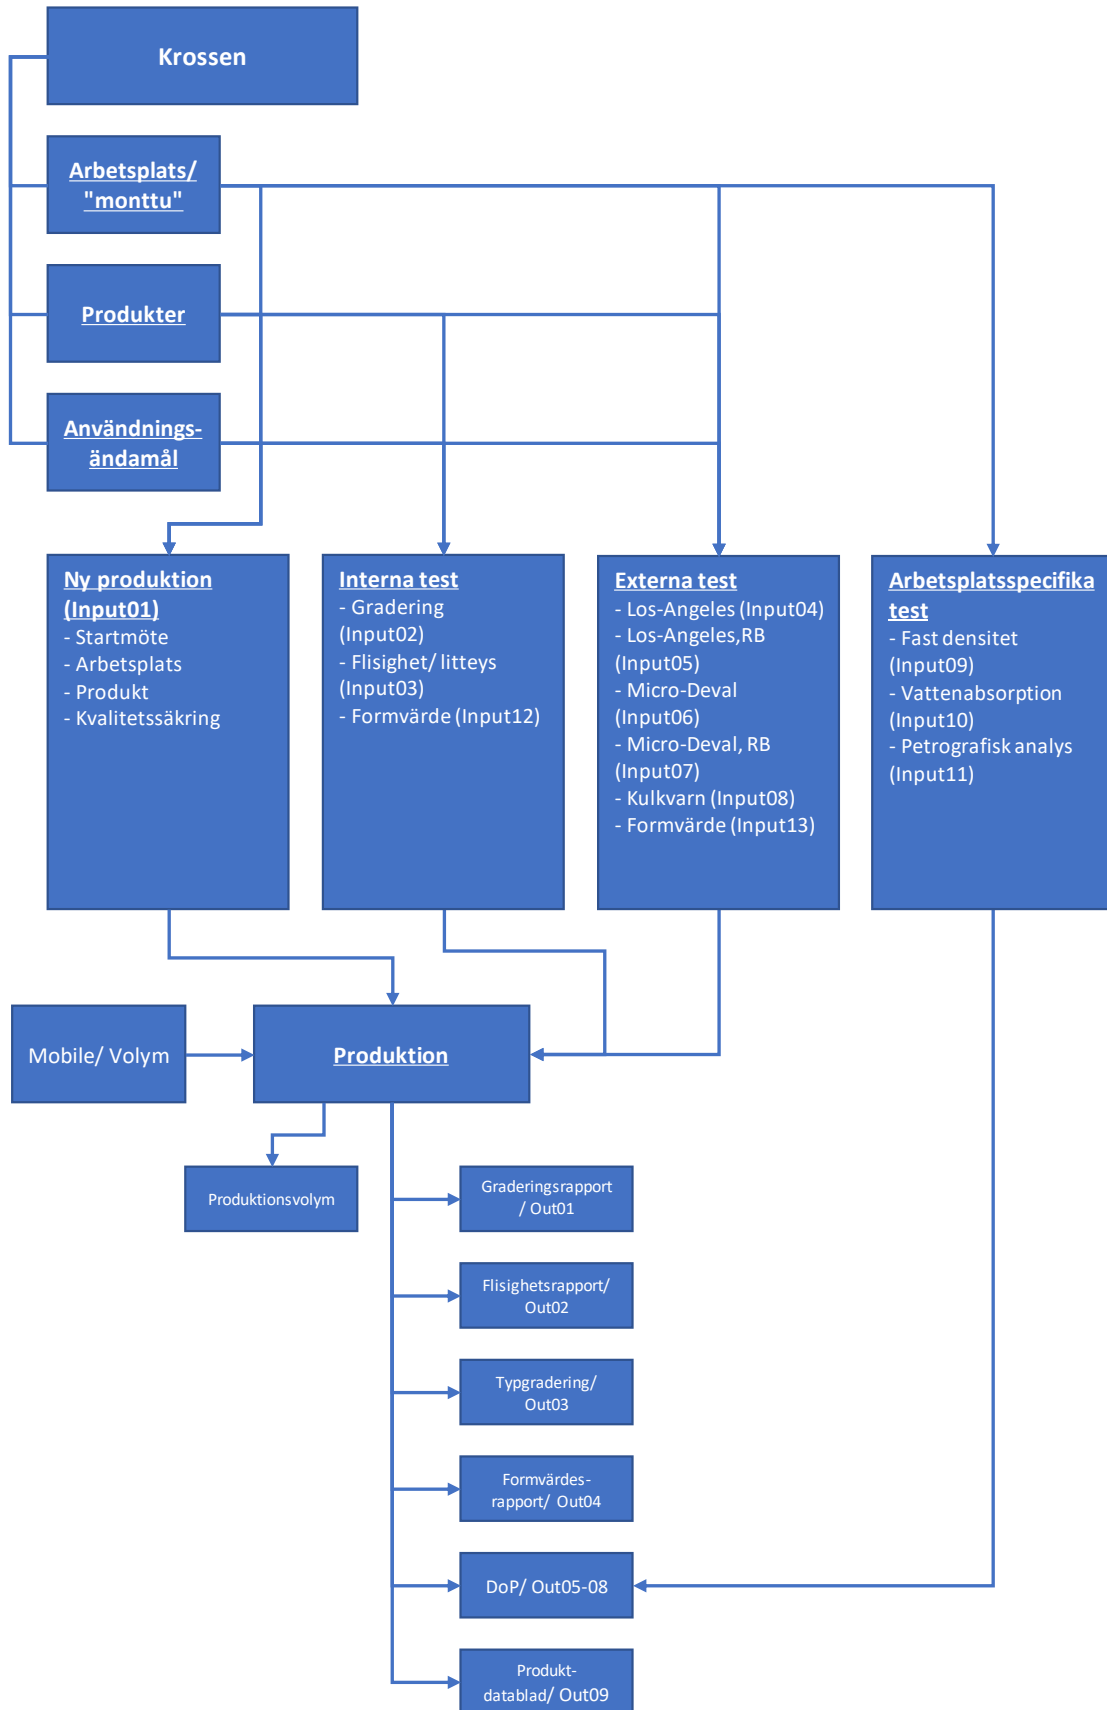 Krossen
Arbetsplats/
"monttu"
Produkter
Användnings-
ändamål
Ny produktion
(Input01)
- Startmöte
- Arbetsplats
- Produkt
- Kvalitetssäkring
Interna test
- Gradering
(Input02)
- Flisighet/ litteys
(Input03)
- Formvärde (Input12)
Externa test
- Los-Angeles (Input04)
- Los-Angeles,RB
(Input05)
- Micro-Deval
(Input06)
- Micro-Deval, RB
(Input07)
- Kulkvarn (Input08)
- Formvärde (Input13)
Arbetsplatsspecifika
test
- Fast densitet
(Input09)
- Vattenabsorption
(Input10)
- Petrografisk analys
(Input11)
Mobile/ Volym
Produktion
Produktionsvolym
Graderingsrapport
/ Out01
Flisighetsrapport/
Out02
Typgradering/
Out03
Formvärdes-
rapport/ Out04
DoP/ Out05-08
Produkt-
datablad/ Out09